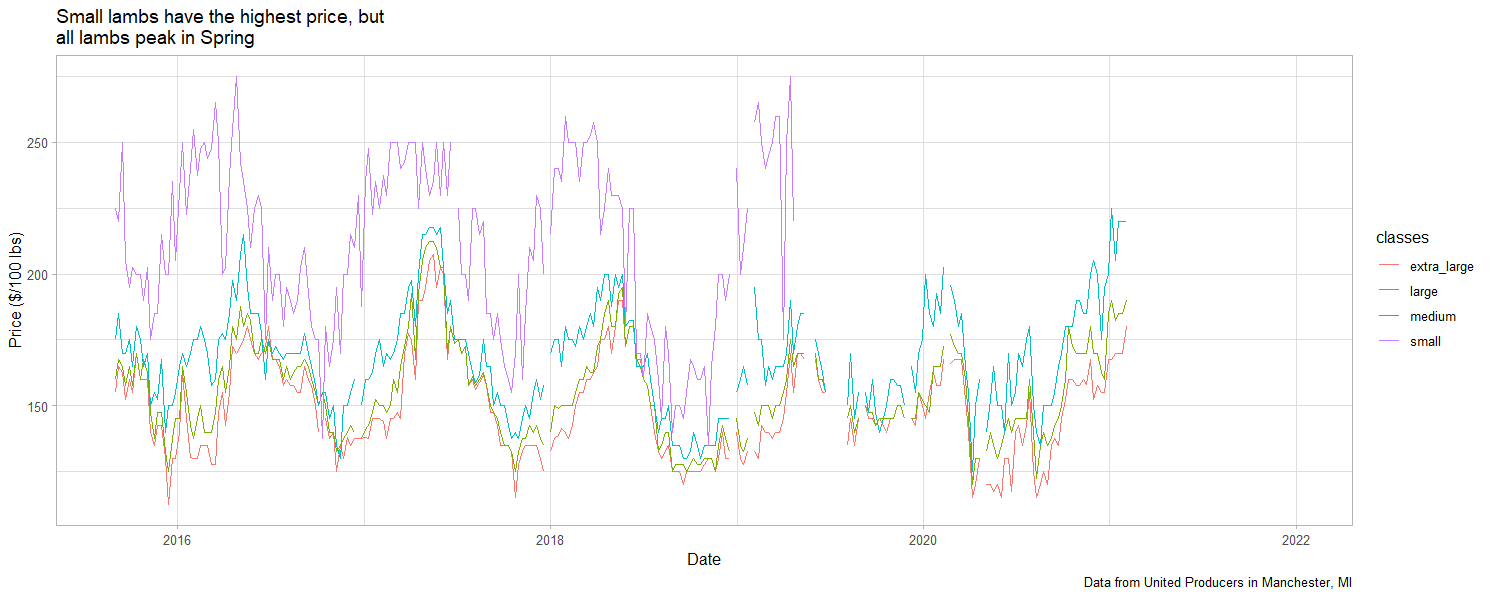 Small lambs have the highest price, but
all lambs peak in Spring
Price ($/100 lbs)
250
200
150
2016
2018
2020
2022
Date
classes
extra_large
large
medium
small
Data from United Producers in Manchester, MI